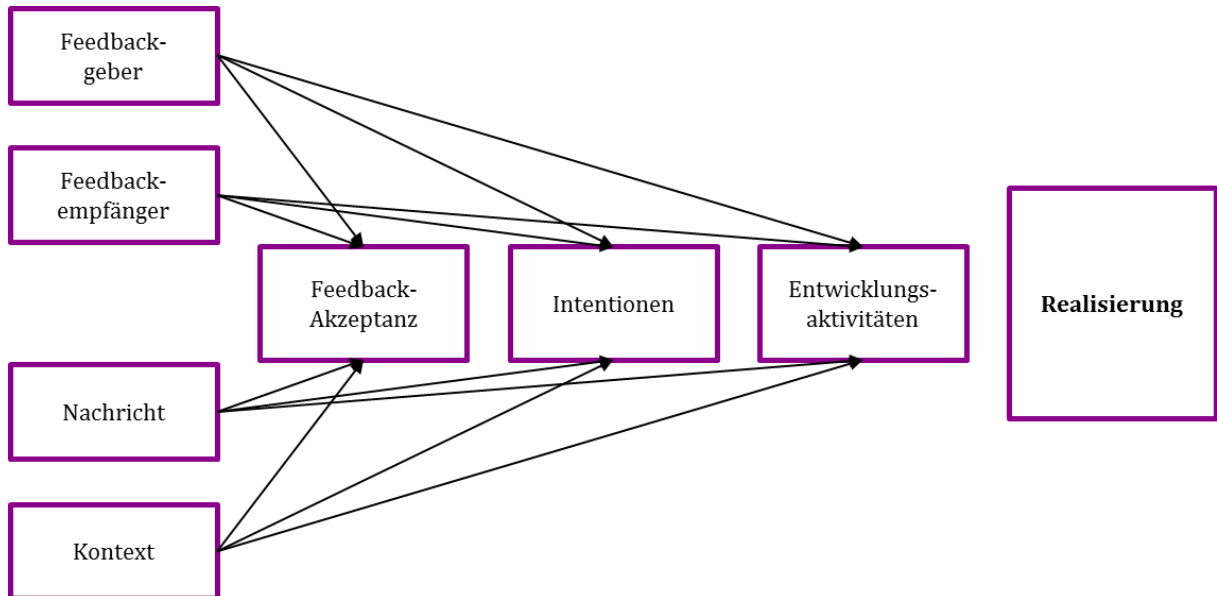 Feedback-
geber
Feedback-
empfänger
Feedback-
Akzeptanz
Intentionen
Entwicklungs-
aktivitäten
Realisierung
Nachricht
Kontext